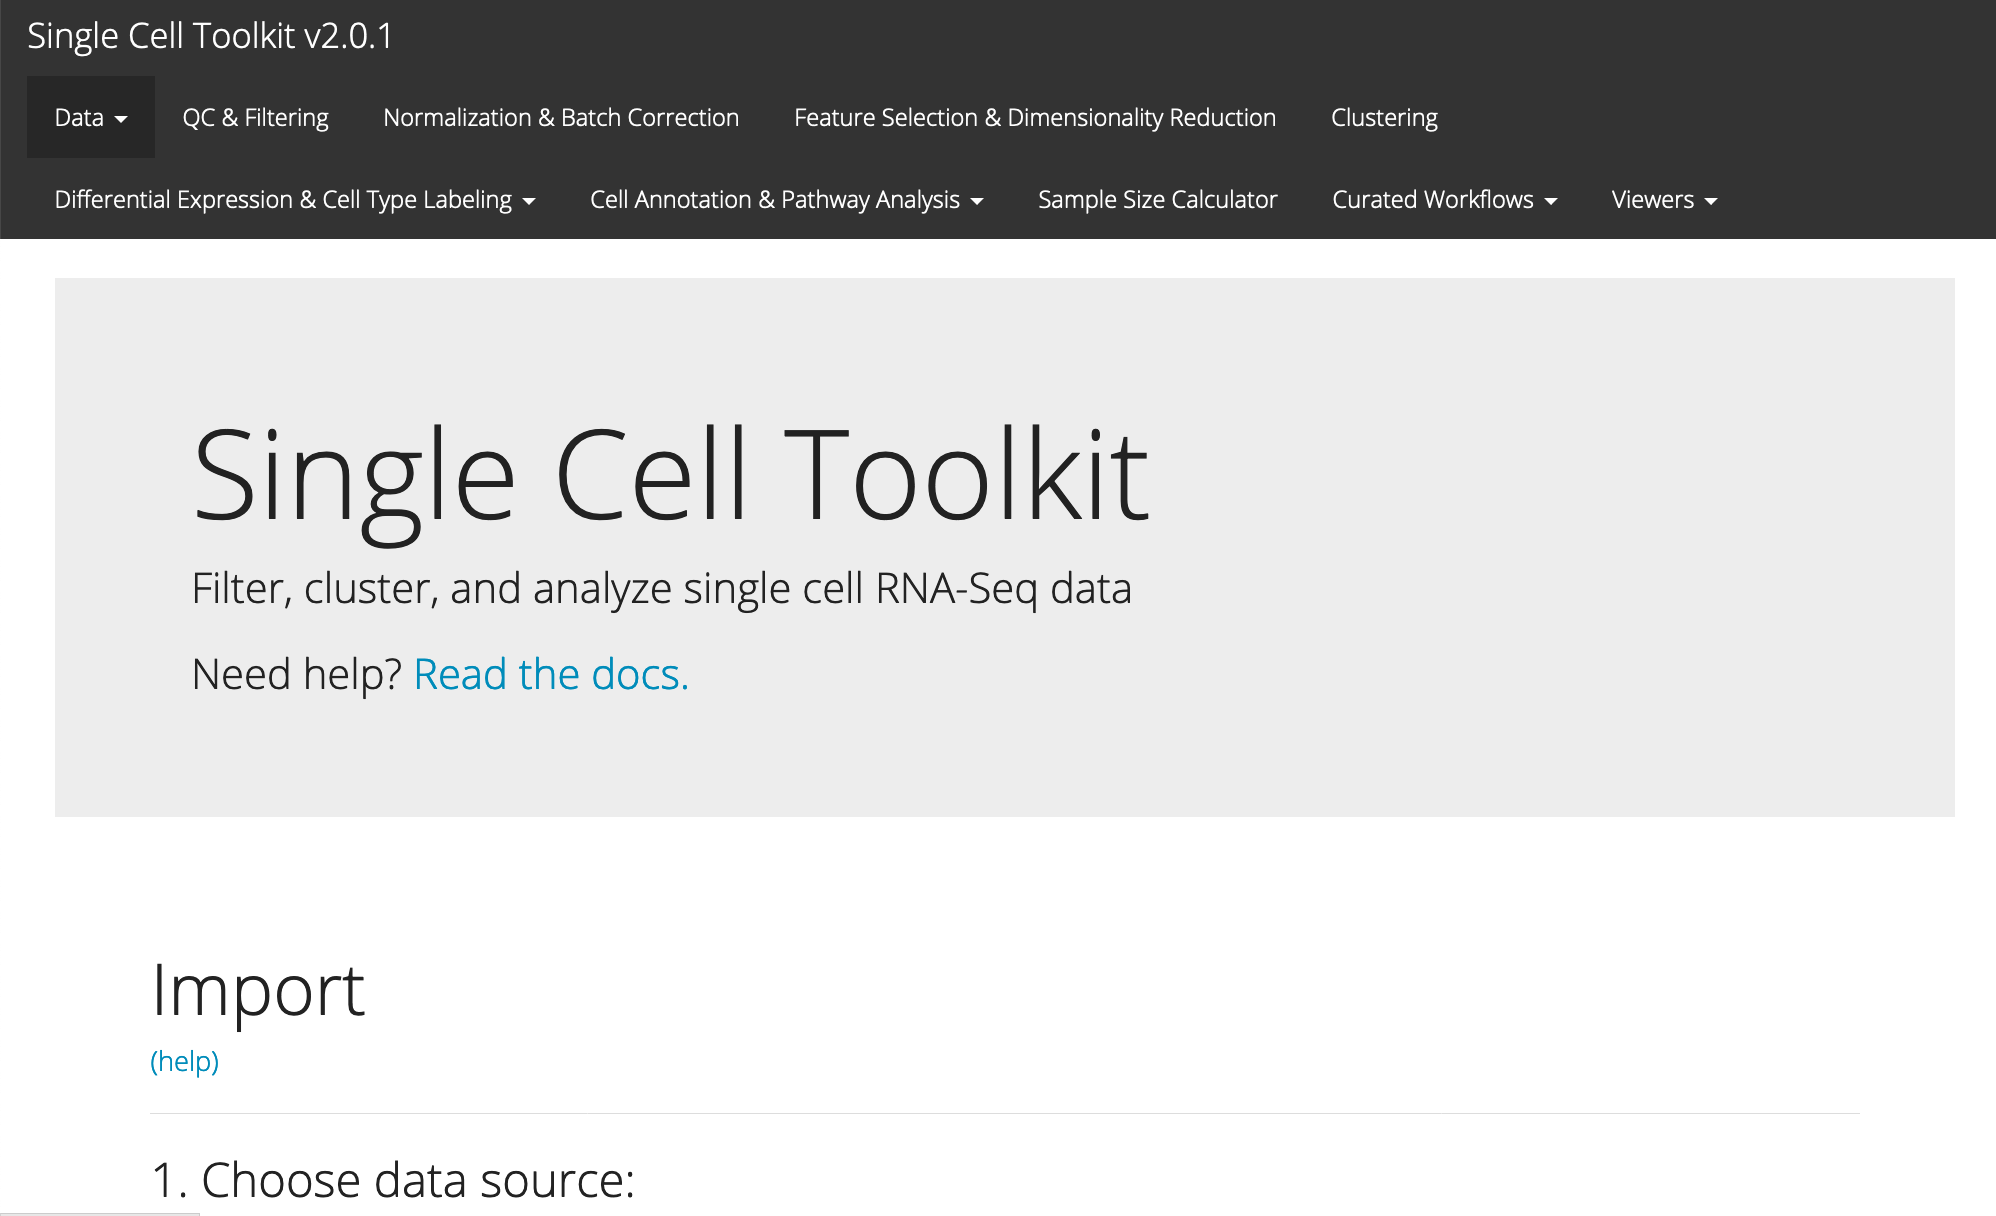 Single Cell Toolkit v2.0.1
Data QC & Filtering Normalization & Batch Correction Feature Selection & Dimensionality Reduction Clustering
Differential Expression & Cell Type Labeling Cell Annotation & Pathway Analysis Sample Size Calculator Curated Workflows Viewers
Single Cell Toolkit
Filter, cluster, and analyze single cell RNA-Seq data
Need help? Read the docs.
Import
(help)
1. Choose data source: